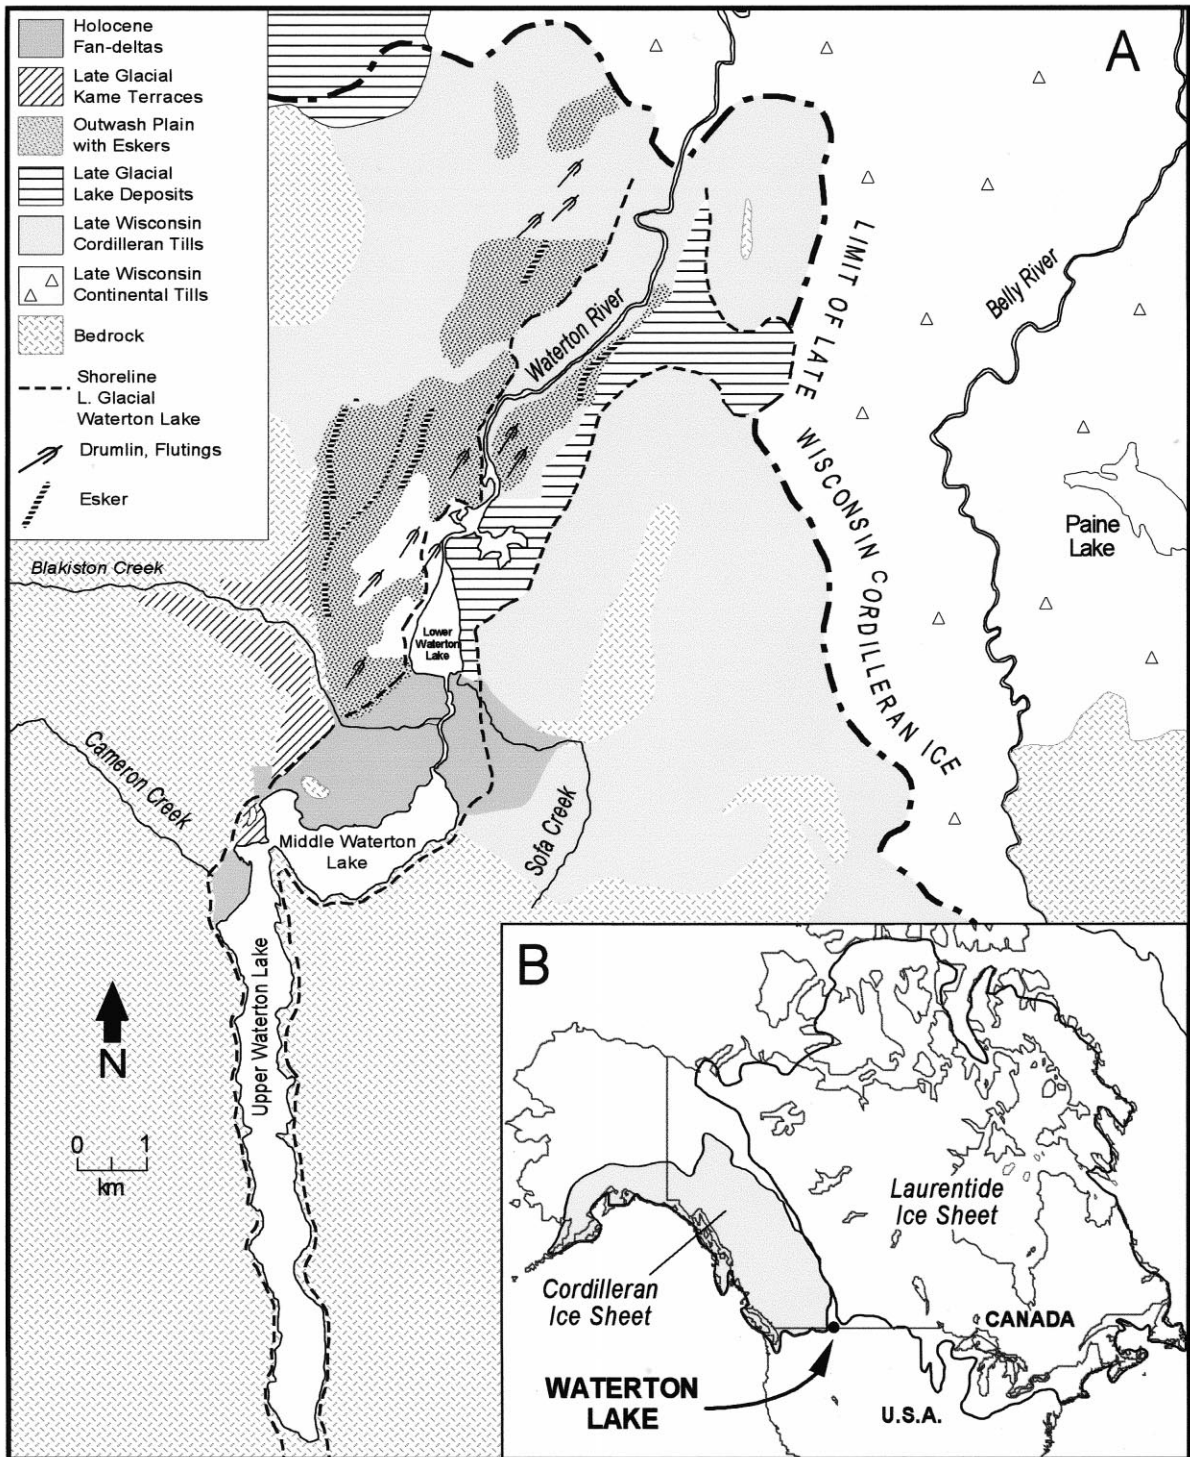 A
Holocene
Fan-deltas
Late Glacial
Kame Terraces
Outwash Plain
with Eskers
Late Glacial
Lake Deposits
Late Wisconsin
Cordilleran Tills
Late Wisconsin
Continental Tills
Bedrock
Shoreline
L. Glacial
Waterton Lake
Drumlin, Flutings
Esker
Waterton River
LIMIT OF LATE
WISCONSIN CORDILLERAN ICE
Belly River
Paine
Lake
Blakiston Creek
Lower
Waterton
Lake
Cameron Creek
Middle Waterton
Lake
Sofa Creek
Upper Waterton Lake
N
0 1
km
B
Laurentide
Ice Sheet
Cordilleran
Ice Sheet
CANADA
WATERTON
LAKE
U.S.A.